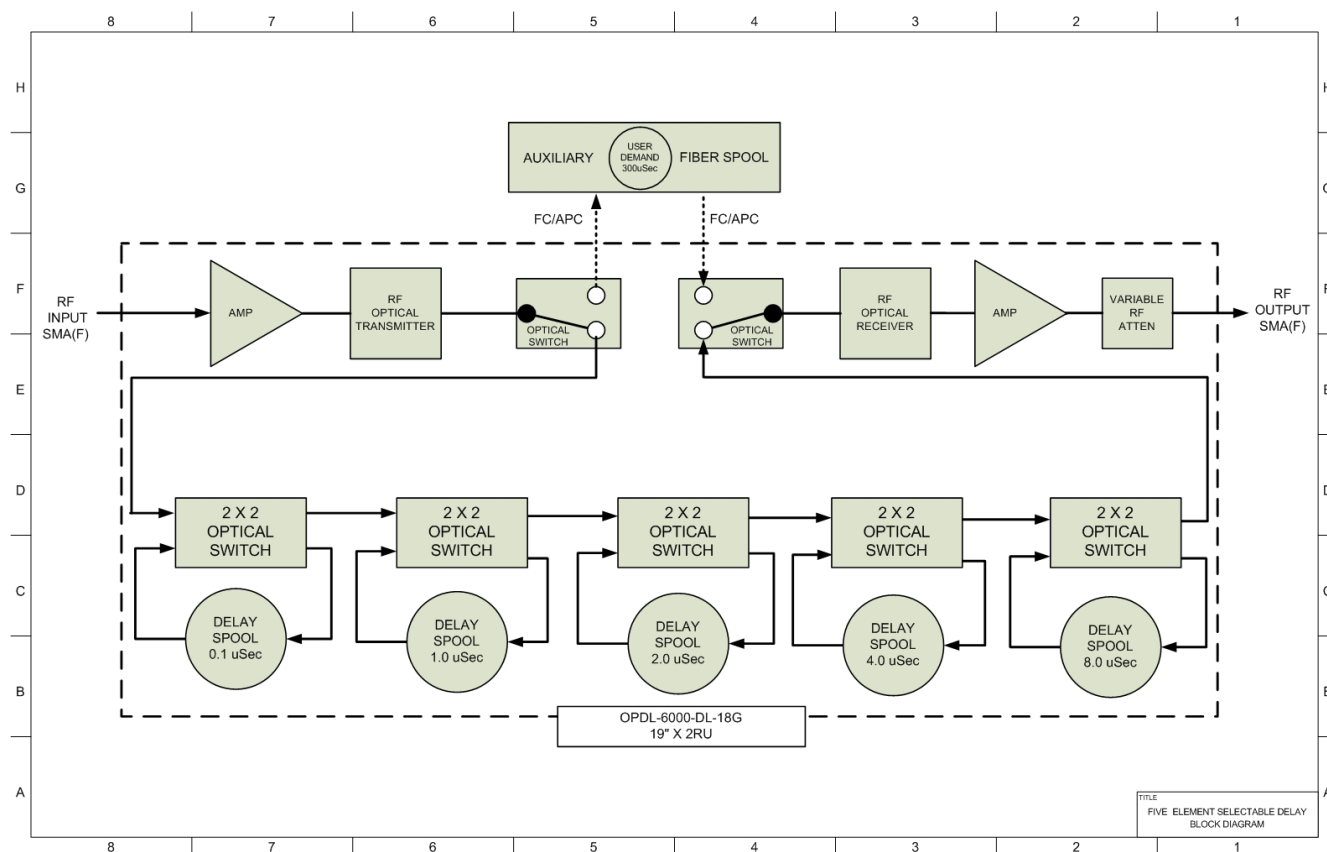 8 7 6 5 4 3 2 1
H H
AUXILIARY
USER
DEMAND
300uSec
FIBER SPOOL
G G
FC/APC FC/APC
F F
RF
INPUT
SMA(F)
AMP
RF
OPTICAL
TRANSMITTER
OPTICAL
SWITCH
OPTICAL
SWITCH
RF
OPTICAL
RECEIVER
AMP
VARIABLE
RF
ATTEN
RF
OUTPUT
SMA(F)
E E
D D
2 X 2
OPTICAL
SWITCH
2 X 2
OPTICAL
SWITCH
2 X 2
OPTICAL
SWITCH
2 X 2
OPTICAL
SWITCH
2 X 2
OPTICAL
SWITCH
C C
DELAY
SPOOL
0.1 uSec
DELAY
SPOOL
1.0 uSec
DELAY
SPOOL
2.0 uSec
DELAY
SPOOL
4.0 uSec
DELAY
SPOOL
8.0 uSec
B B
OPDL-6000-DL-18G
19" X 2RU
A A
TITLE
FIVE ELEMENT SELECTABLE DELAY
BLOCK DIAGRAM
8 7 6 5 4 3 2 1